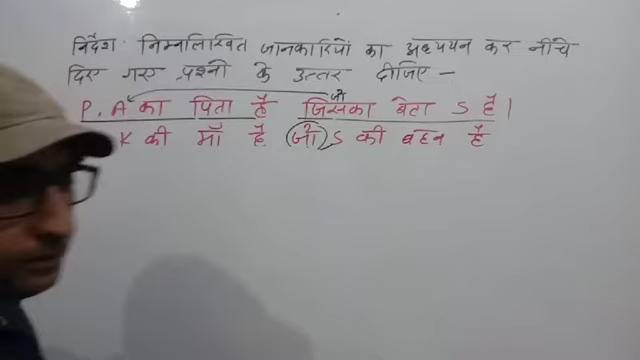 निर्देश- निम्नलिखित जानकारियों का अध्ययन कर नीचे
दिए गए प्रश्नो के उत्तर दीजिए –
जो
P, A का पिता है जिसका बेटा S है।
K की माँ है (जो) S की बहन है